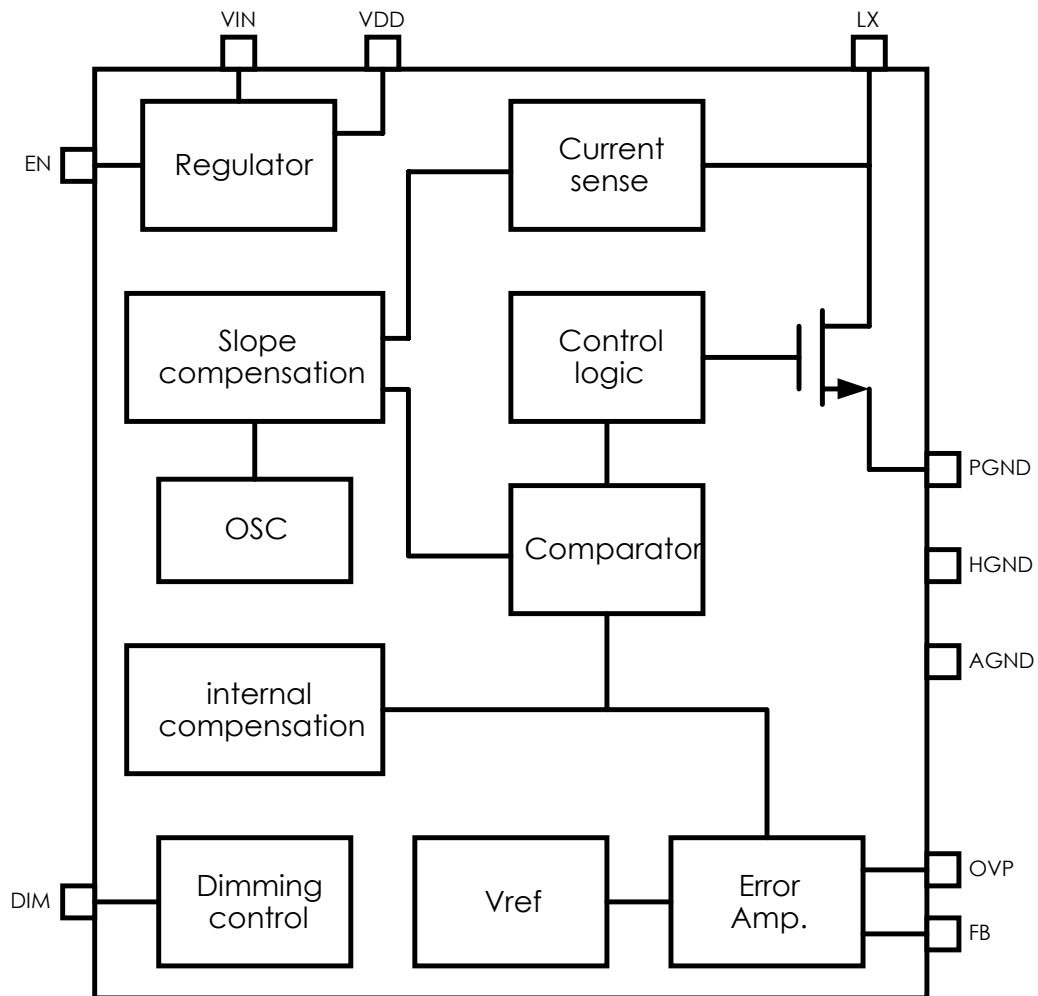 VIN
VDD
LX
EN
Regulator
Current
sense
Slope
compensation
Control
logic
PGND
OSC
Comparator
HGND
AGND
internal
compensation
DIM
Dimming
control
Vref
Error
Amp.
OVP
FB